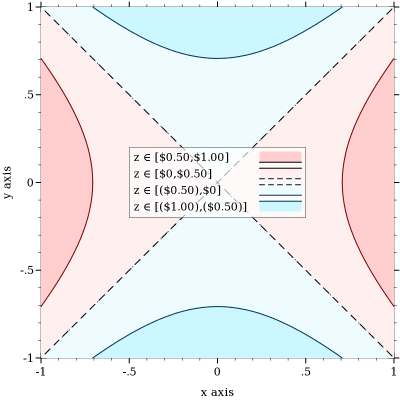 1
.5
0
-.5
-1
-1
-.5
0
.5
1
y axis
x axis
z ∈ [$0.50,$1.00]
z ∈ [$0,$0.50]
z ∈ [($0.50),$0]
z ∈ [($1.00),($0.50)]